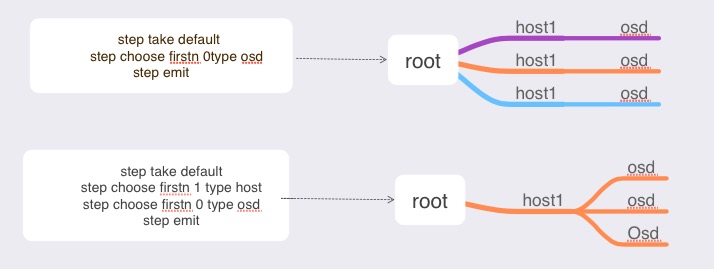 step take default
step choose firstn 0type osd
step emit
root
host1 osd
host1 osd
host1 osd
step take default
step choose firstn 1 type host
step choose firstn 0 type osd
step emit
root
host1
osd
osd
Osd